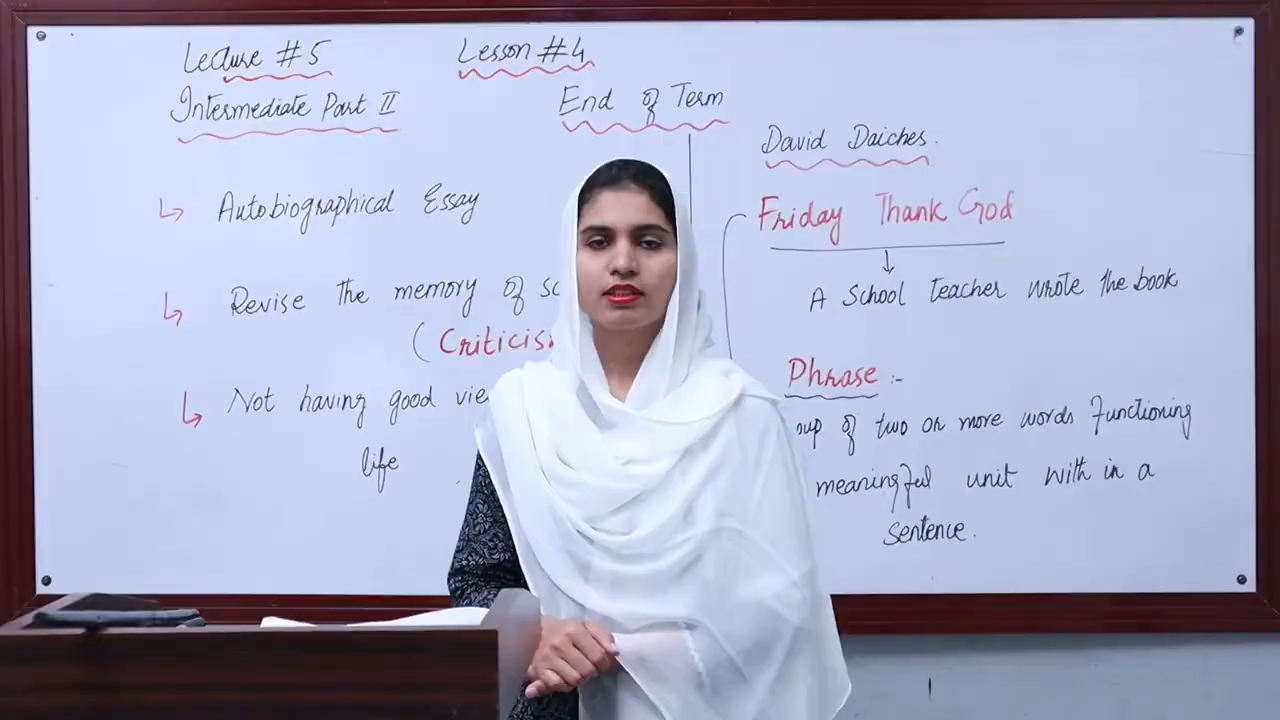 Lecture #5
Lesson #4
Intermediate Part II
End of Term
Autobiographical Essay
Revise the memory of
(Criticis
Not having good
life
David Daiches.
Friday Thank God
A School teacher wrote the book
Phrase :-
of two or more words Functioning
meaningful unit with in a
sentence.